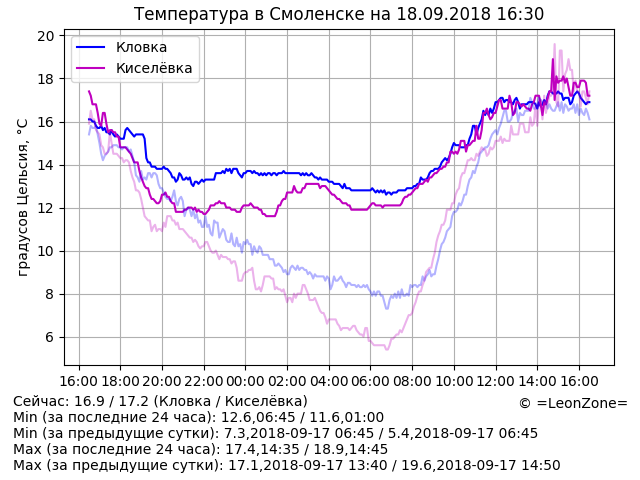 Температура в Смоленске на 18.09.2018 16:30
Кловка
Киселёвка
градусов Цельсия, °C
20
18
16
14
12
10
8
6
16:00 18:00 20:00 22:00 00:00 02:00 04:00 06:00 08:00 10:00 12:00 14:00 16:00
Сейчас: 16.9 / 17.2 (Кловка / Киселёвка)
© =LeonZone=
Min (за последние 24 часа): 12.6,06:45 / 11.6,01:00
Min (за предыдущие сутки): 7.3,2018-09-17 06:45 / 5.4,2018-09-17 06:45
Max (за последние 24 часа): 17.4,14:35 / 18.9,14:45
Max (за предыдущие сутки): 17.1,2018-09-17 13:40 / 19.6,2018-09-17 14:50